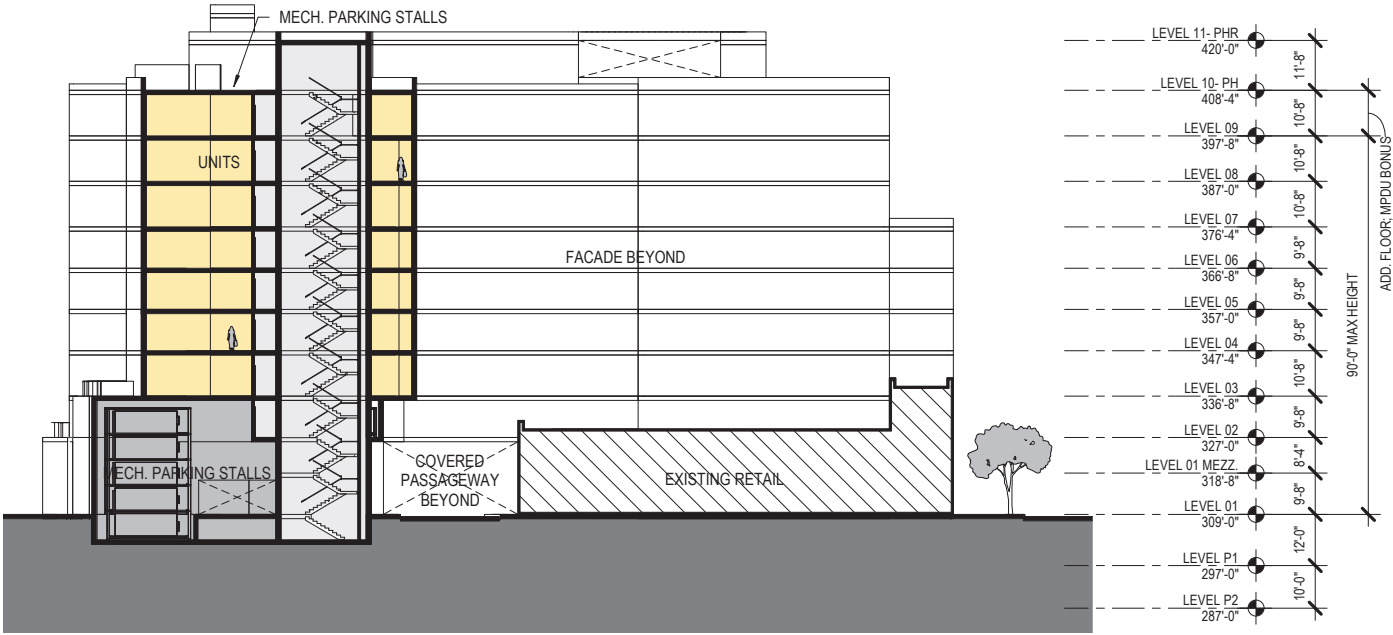 MECH. PARKING STALLS
UNITS
FACADE BEYOND
MECH. PARKING STALLS
COVERED
PASSAGEWAY
BEYOND
EXISTING RETAIL
LEVEL 11- PHR
420'-0"
11'-8"
LEVEL 10- PH
408'-4"
10'-8"
LEVEL 09
397'-8"
10'-8"
LEVEL 08
387'-0"
10'-8"
LEVEL 07
376'-4"
9'-8"
LEVEL 06
366'-8"
9'-8"
LEVEL 05
357'-0"
9'-8"
LEVEL 04
347'-4"
10'-8"
LEVEL 03
336'-8"
9'-8"
LEVEL 02
327'-0"
8'-4"
LEVEL 01 MEZZ.
318'-8"
9'-8"
LEVEL 01
309'-0"
12'-0"
LEVEL P1
297'-0"
10'-0"
LEVEL P2
287'-0"
90'-0" MAX HEIGHT
ADD. FLOOR; MPDU BONUS